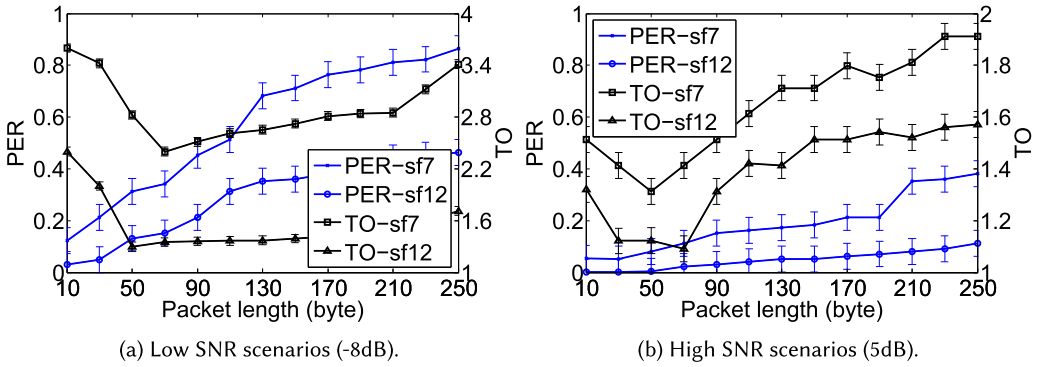 1 4 1 2
0.8 3.4 0.8 1.8
0.6 2.8 0.6 1.6
0.4 2.2 0.4 1.4
0.2 1.6 0.2 1.2
0 1 0 1
PER TO PER TO
PER-sf7
PER-sf12
TO-sf7
TO-sf12
PER-sf7
PER-sf12
TO-sf7
TO-sf12
10 50 90 130 170 210 250
10 50 90 130 170 210 250
Packet length (byte)
Packet length (byte)
(a) Low SNR scenarios (-8dB).
(b) High SNR scenarios (5dB).